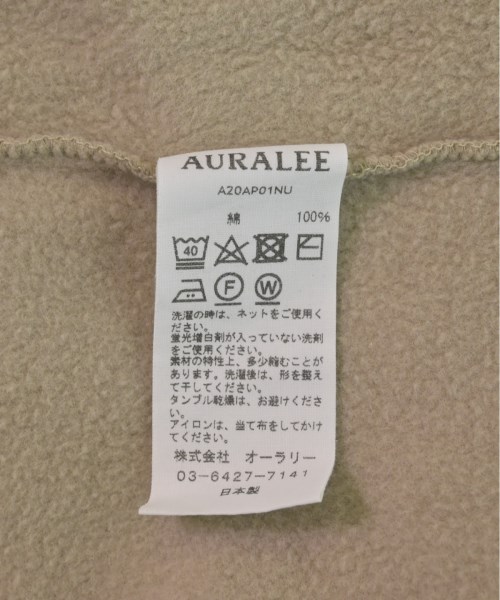 AURALEE
A20AP01NU
綿 100%
40
F W
洗濯の時は、ネットをご使用く
ださい。
蛍光増白剤が入っていない洗剤
をご使用ください。
素材の特性上、多少縮むことが
あります。洗濯後は、形を整え
て干してください。
タンブル乾燥は、お避けくださ
い。
アイロンは、当て布をしてかけ
てください。
株式会社 オーラリー
03-6427-7141
日本製